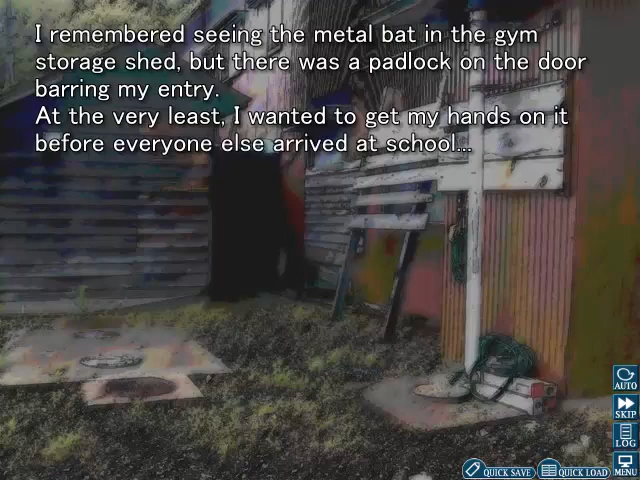 I remembered seeing the metal bat in the gym
storage shed, but there was a padlock on the door
barring my entry.
At the very least, I wanted to get my hands on it
before everyone else arrived at school...
AUTO
SKIP
LOG
MENU
QUICK SAVE
QUICK LOAD